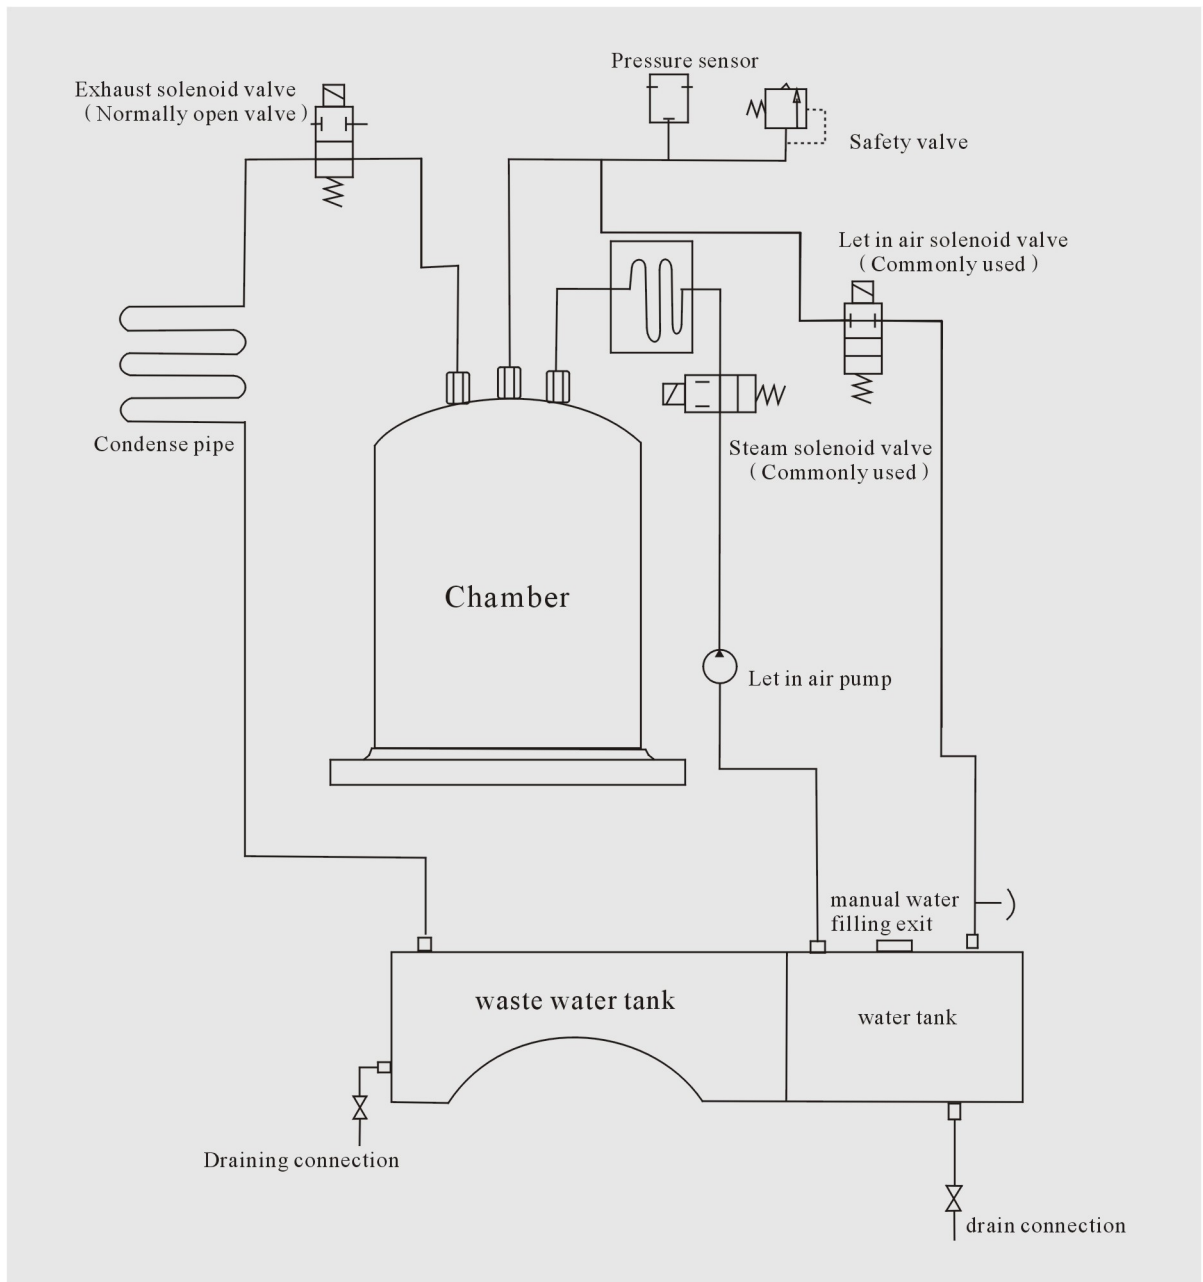 Pressure sensor
Exhaust solenoid valve
（Normally open valve）
Safety valve
Let in air solenoid valve
（Commonly used）
Condense pipe
Steam solenoid valve
（Commonly used）
Chamber
Let in air pump
manual water
filling exit
waste water tank
water tank
Draining connection
drain connection